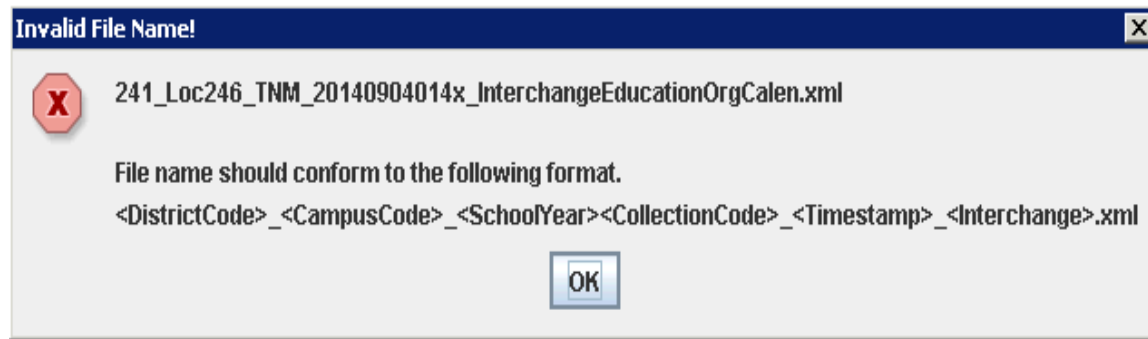 Invalid File Name!
X
241_Loc246_TNM_20140904014x_InterchangeEducationOrgCalen.xml
File name should conform to the following format.
<DistrictCode>_<CampusCode>_<SchoolYear><CollectionCode>_<Timestamp>_<Interchange>.xml
OK